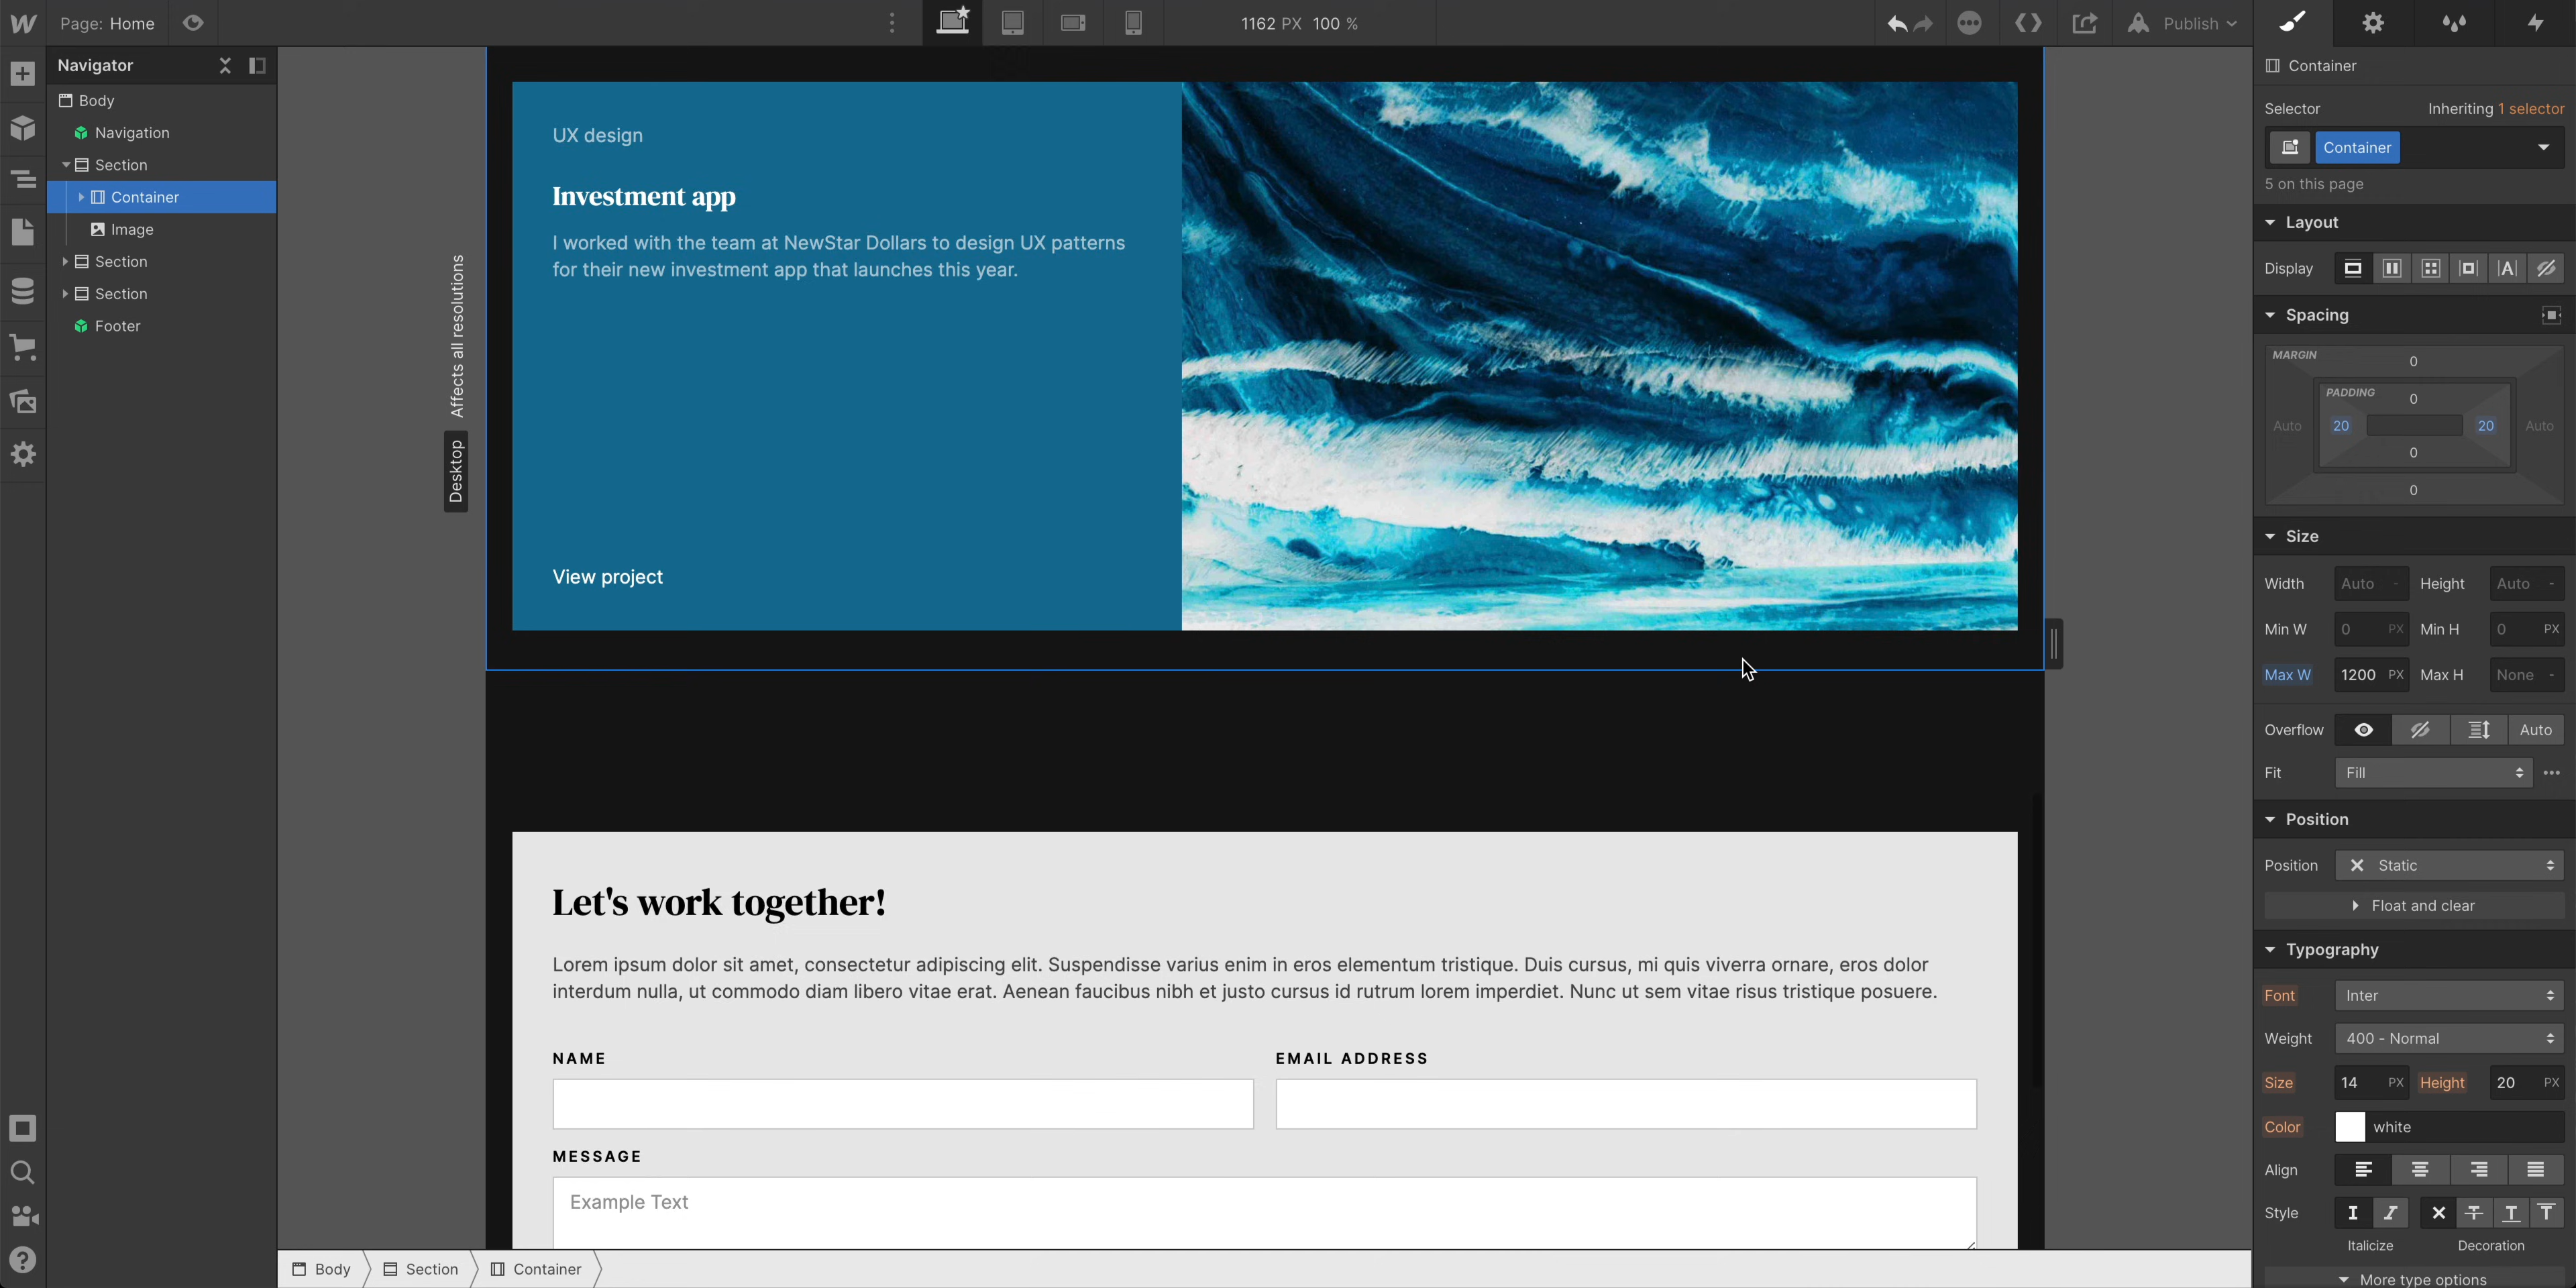 Page: Home
1162 PX 100 %
Publish
Navigator
Body
Navigation
Section
Container
Image
Section
Section
Footer
Affects all resolutions
Desktop
UX design
Investment app
I worked with the team at NewStar Dollars to design UX patterns
for their new investment app that launches this year.
View project
Let's work together!
Lorem ipsum dolor sit amet, consectetur adipiscing elit. Suspendisse varius enim in eros elementum tristique. Duis cursus, mi quis viverra ornare, eros dolor
interdum nulla, ut commodo diam libero vitae erat. Aenean faucibus nibh et justo cursus id rutrum lorem imperdiet. Nunc ut sem vitae risus tristique posuere.
NAME
EMAIL ADDRESS
MESSAGE
Example Text
Body
Section
Container
Container
Selector
Inheriting 1 selector
Container
5 on this page
Layout
Display
Spacing
MARGIN
0
PADDING
0
Auto
20
20
Auto
0
0
Size
Width Auto - Height Auto -
Min W 0 PX Min H 0 PX
Max W 1200 PX Max H None -
Overflow Auto
Fit Fill
Position
Position Static
Float and clear
Typography
Font Inter
Weight 400 - Normal
Size 14 PX Height 20 PX
Color white
Align
Style
Italicize Decoration
More type options